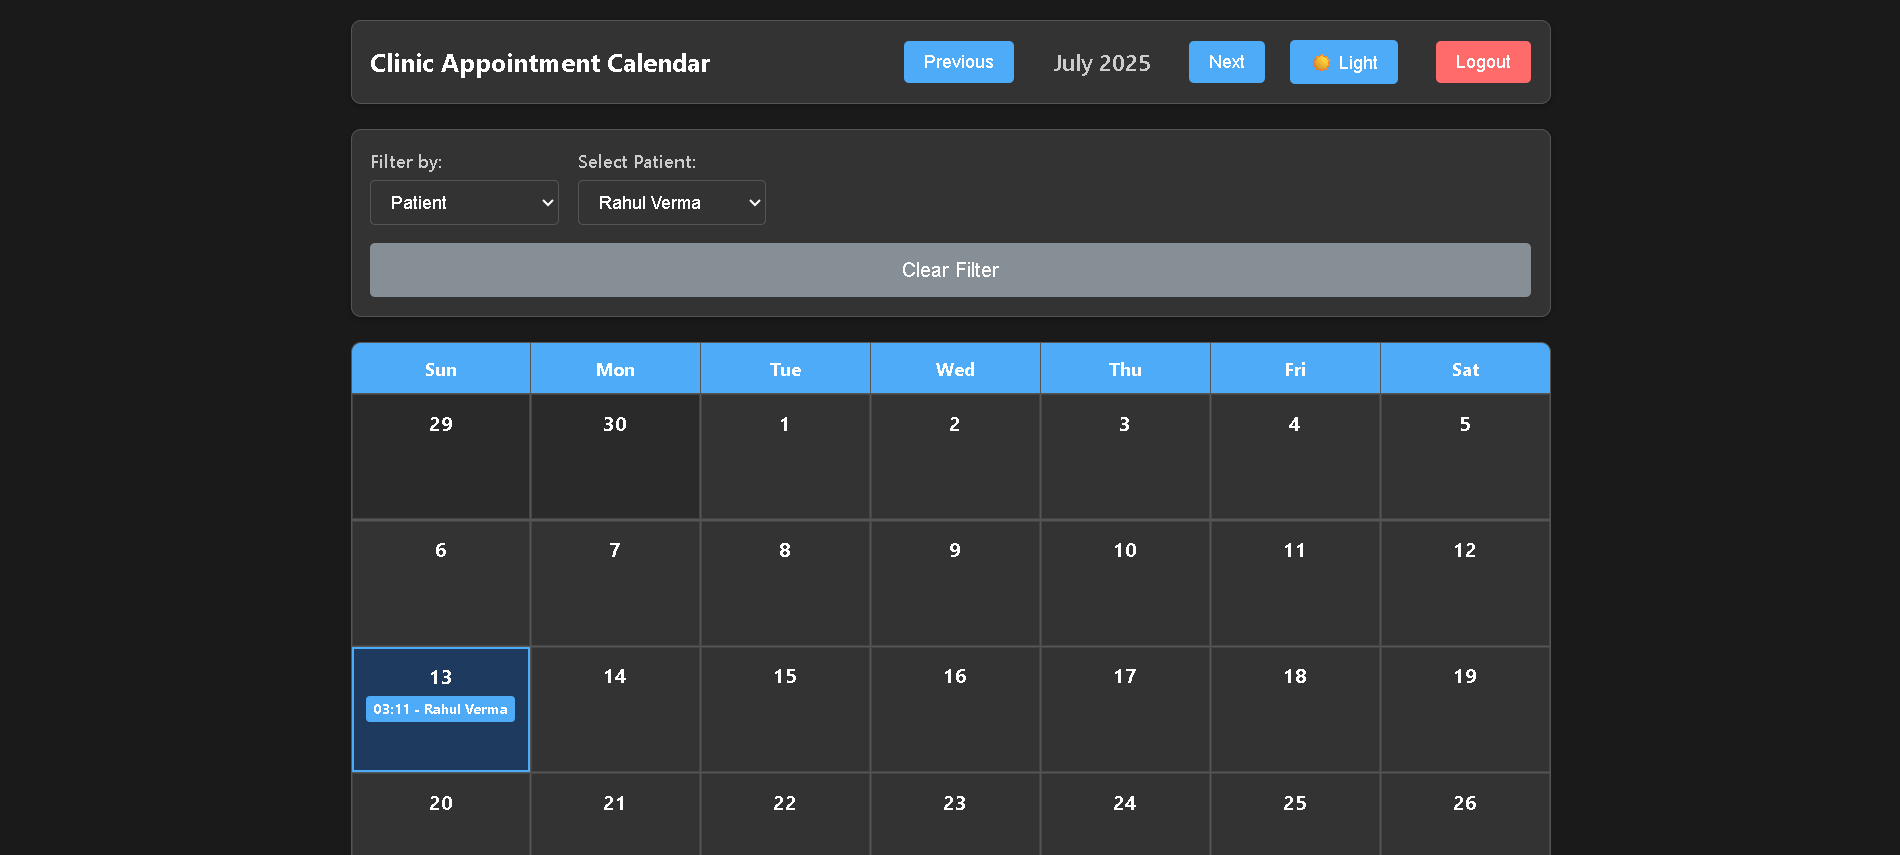 Clinic Appointment Calendar Previous July 2025 Next Light Logout
Filter by: Select Patient:
Patient Rahul Verma
Clear Filter
Sun Mon Tue Wed Thu Fri Sat
29 30 1 2 3 4 5
6 7 8 9 10 11 12
13 14 15 16 17 18 19
03:11 - Rahul Verma
20 21 22 23 24 25 26